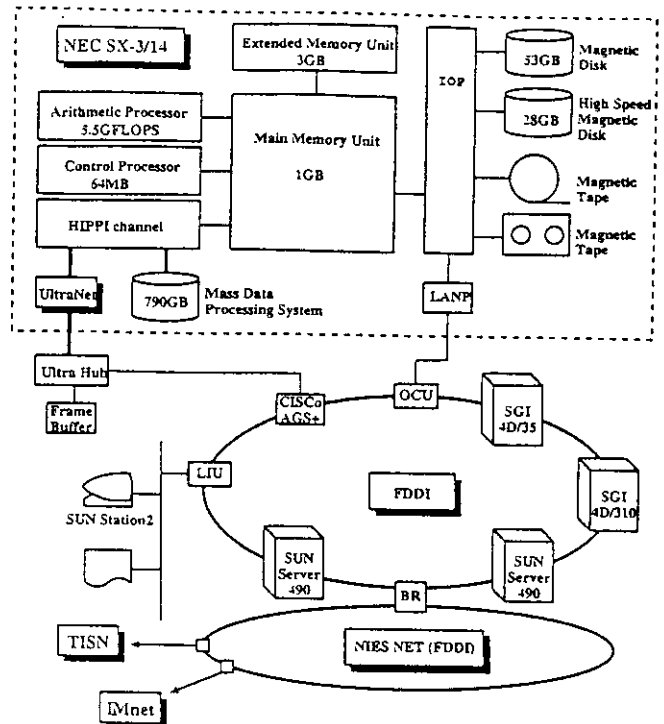 NEC SX-3/14
Extended Memory Unit
3GB
Arithmetic Processor
5.5GFLOPS
Control Processor
64MB
HIPPI channel
Main Memory Unit
1GB
IOP
53GB
Magnetic
Disk
28GB
High Speed
Magnetic
Disk
Magnetic
Tape
Magnetic
Tape
UltraNet
790GB
Mass Data
Processing System
LANP
Ultra Hub
Frame
Buffer
CISCo
AGS+
OCU
SGI
4D/35
LIU
FDDI
SGI
4D/310
SUN Station2
SUN
Server
490
SUN
Server
490
BR
TISN
NIES NET (FDDI)
IMnet